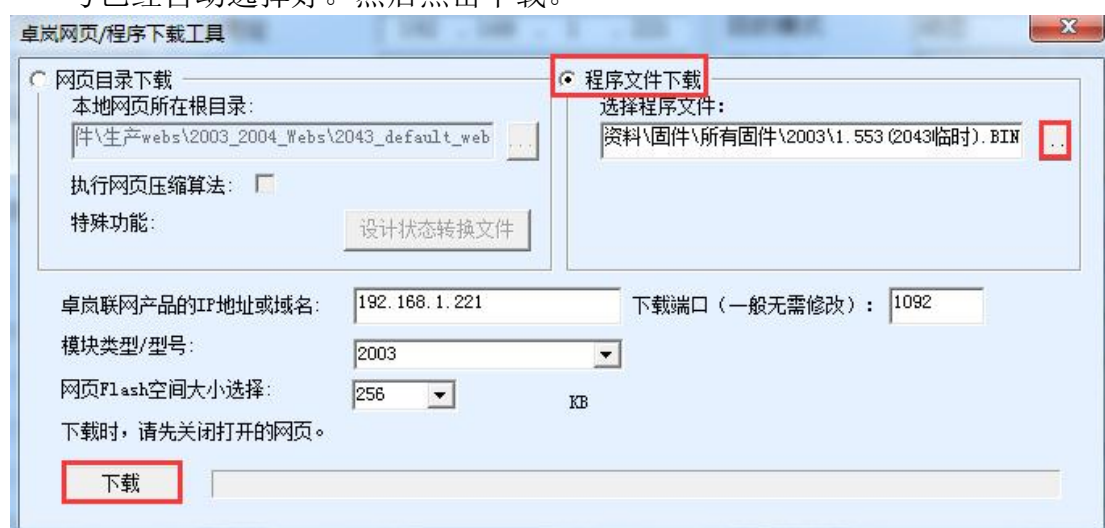 卓岚网页/程序下载工具
网页目录下载
本地网页所在根目录:
件\生产webs\2003_2004_Webs\2043_default_web
...
执行网页压缩算法:
特殊功能:
设计状态转换文件
程序文件下载
选择程序文件:
资料\固件\所有固件\2003\1.553(2043临时).BIN
..
卓岚联网产品的IP地址或域名:
192.168.1.221
下载端口（一般无需修改）:
1092
模块类型/型号:
2003
网页Flash空间大小选择:
256
KB
下载时，请先关闭打开的网页。
下载